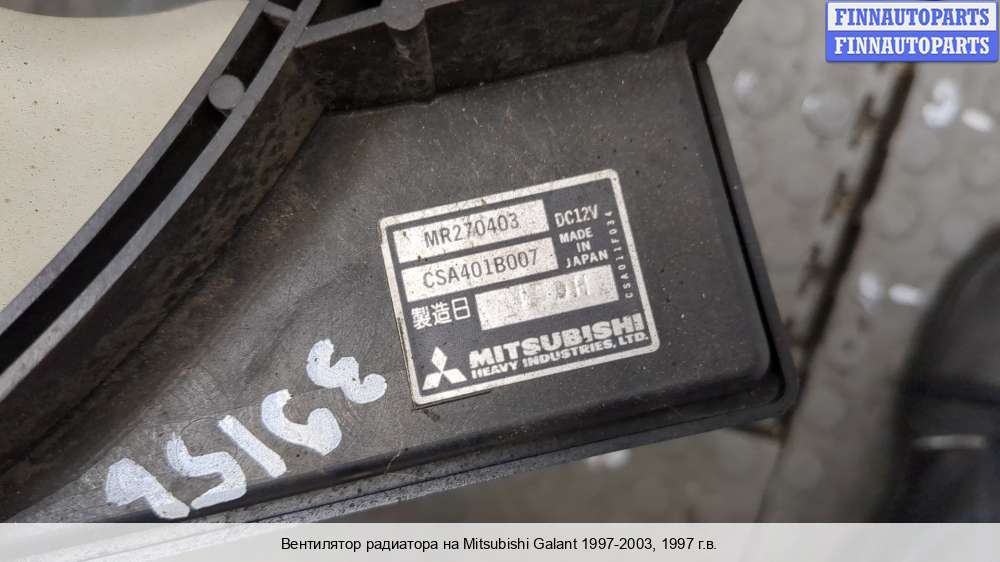 FINNAUTOPARTS
FINNAUTOPARTS
MR270403
DC12V
CSA401B007
MADE
IN
JAPAN
CSA011F034
製造日
MITSUBISHI
HEAVY INDUSTRIES, LTD.
Вентилятор радиатора на Mitsubishi Galant 1997-2003, 1997 г.в.